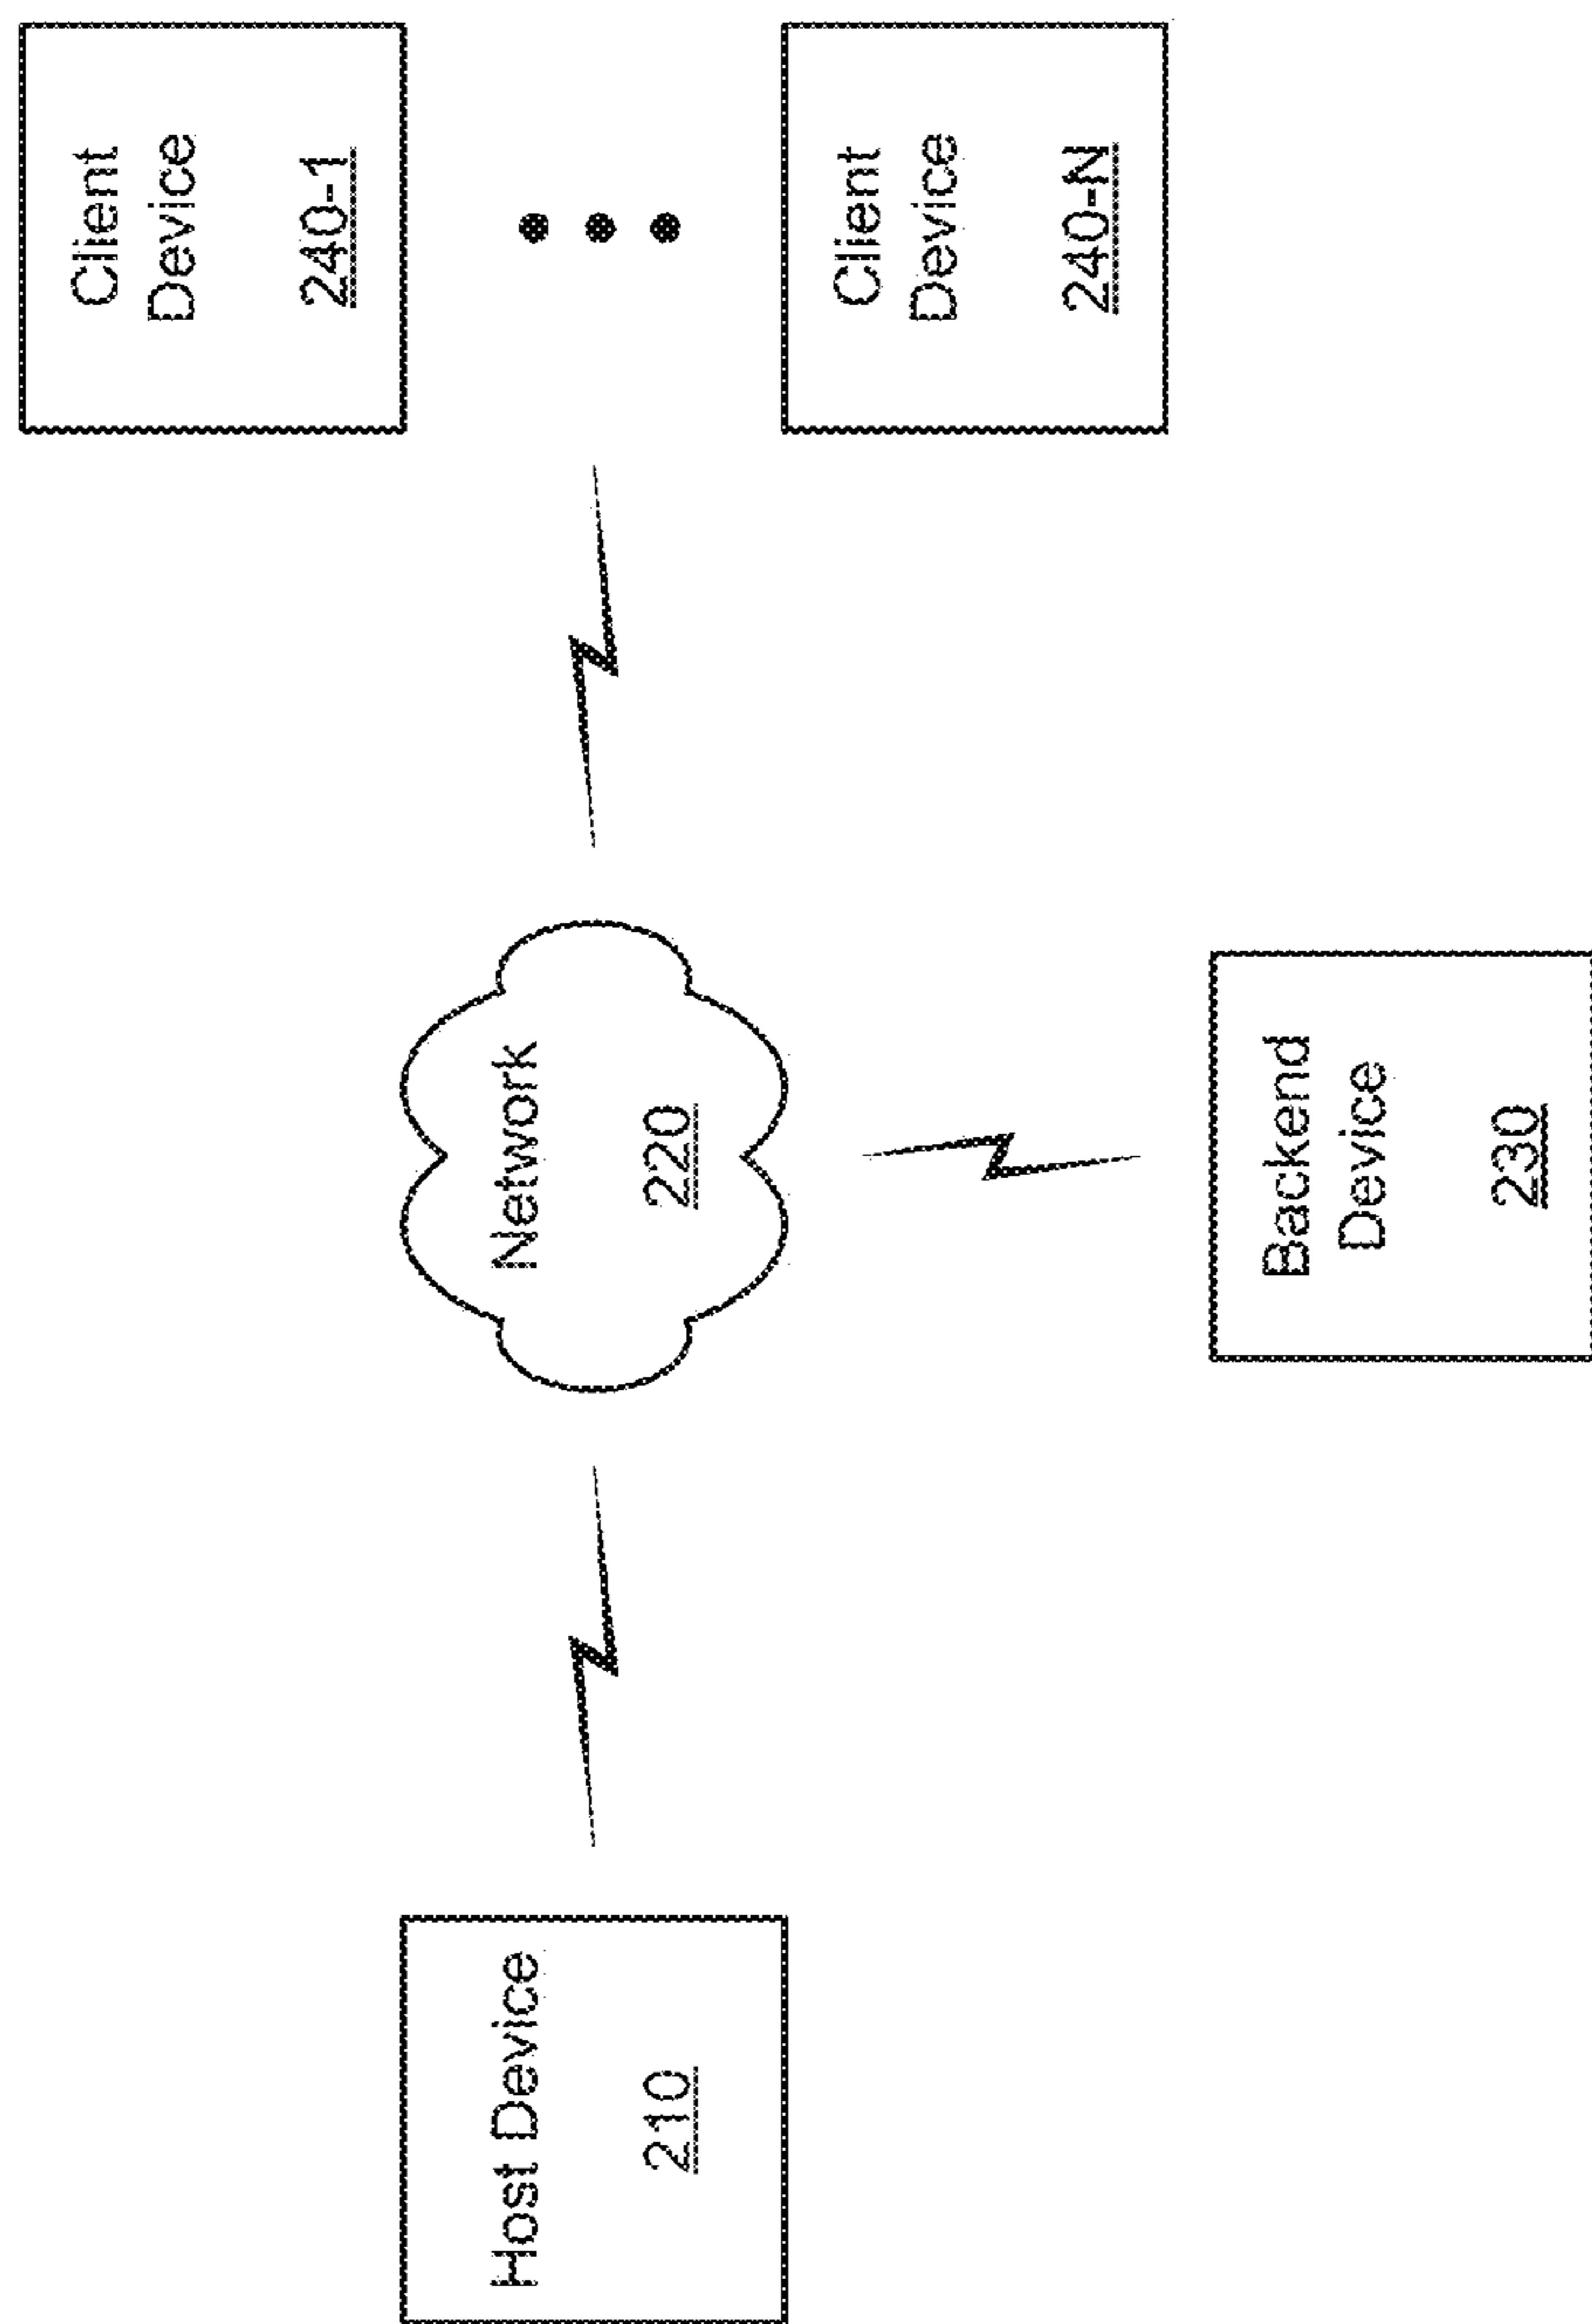 Host Device
210
Network
220
Backend
Device
230
Client
Device
240-1
Client
Device
240-N